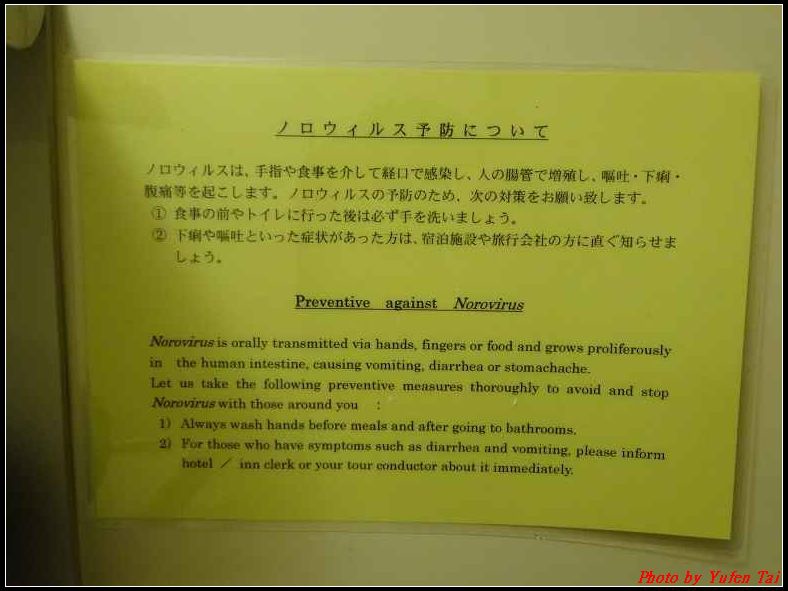 ノロウィルス予防について
ノロウィルスは、手指や食事を介して経口で感染し、人の腸管で増殖し、嘔吐・下痢・
腹痛等を起こします。ノロウィルスの予防のため、次の対策をお願い致します。
① 食事の前やトイレに行った後は必ず手を洗いましょう。
② 下痢や嘔吐といった症状があった方は、宿泊施設や旅行会社の方に直ぐ知らせま
しょう。
Preventive against Norovirus
Norovirus is orally transmitted via hands, fingers or food and grows proliferously
in the human intestine, causing vomiting, diarrhea or stomachache.
Let us take the following preventive measures thoroughly to avoid and stop
Norovirus with those around you :
1) Always wash hands before meals and after going to bathrooms.
2) For those who have symptoms such as diarrhea and vomiting, please inform
hotel ／ inn clerk or your tour conductor about it immediately.
Photo by Yufen Tai